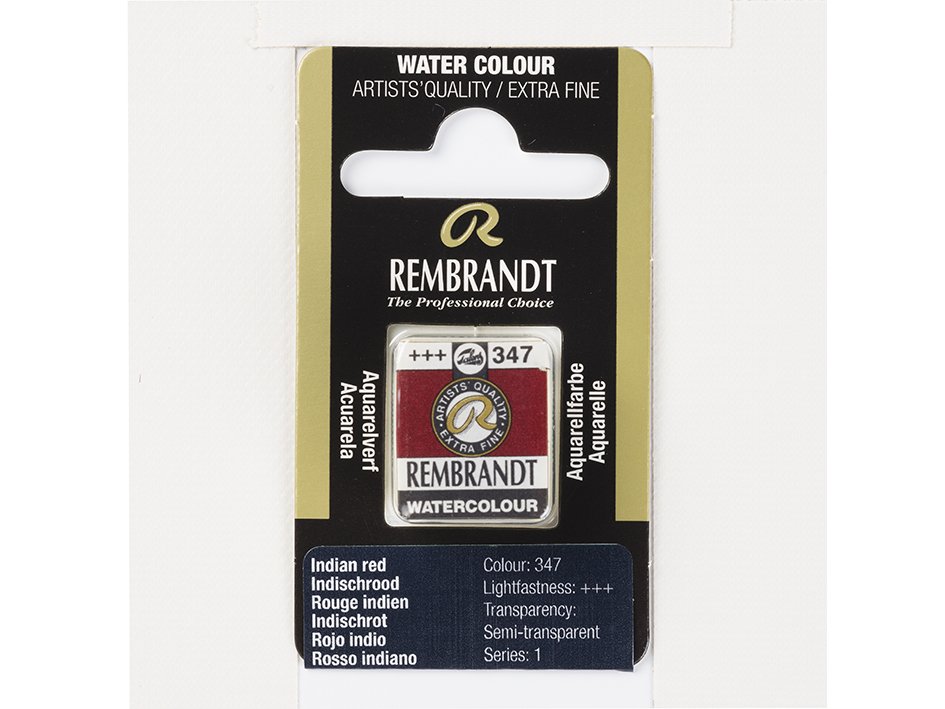 WATER COLOUR
ARTISTS' QUALITY / EXTRA FINE
R
REMBRANDT
The Professional Choice
+++ Talens 347
ARTISTS' QUALITY
R
EXTRA FINE
REMBRANDT
WATERCOLOUR
Aquarelverf
Acuarela
Aquarellfarbe
Aquarelle
Indian red
Indischrood
Rouge indien
Indischrot
Rojo indio
Rosso indiano
Colour: 347
Lightfastness: +++
Transparency:
Semi-transparent
Series: 1